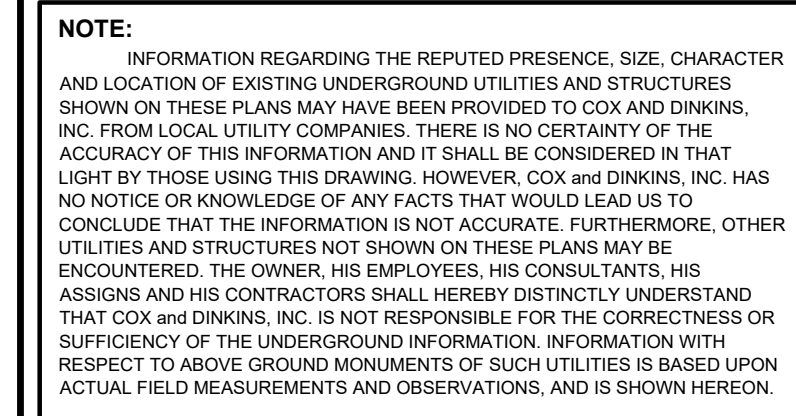 NOTE:
INFORMATION REGARDING THE REPUTED PRESENCE, SIZE, CHARACTER
AND LOCATION OF EXISTING UNDERGROUND UTILITIES AND STRUCTURES
SHOWN ON THESE PLANS MAY HAVE BEEN PROVIDED TO COX AND DINKINS,
INC. FROM LOCAL UTILITY COMPANIES. THERE IS NO CERTAINTY OF THE
ACCURACY OF THIS INFORMATION AND IT SHALL BE CONSIDERED IN THAT
LIGHT BY THOSE USING THIS DRAWING. HOWEVER, COX and DINKINS, INC. HAS
NO NOTICE OR KNOWLEDGE OF ANY FACTS THAT WOULD LEAD US TO
CONCLUDE THAT THE INFORMATION IS NOT ACCURATE. FURTHERMORE, OTHER
UTILITIES AND STRUCTURES NOT SHOWN ON THESE PLANS MAY BE
ENCOUNTERED. THE OWNER, HIS EMPLOYEES, HIS CONSULTANTS, HIS
ASSIGNS AND HIS CONTRACTORS SHALL HEREBY DISTINCTLY UNDERSTAND
THAT COX and DINKINS, INC. IS NOT RESPONSIBLE FOR THE CORRECTNESS OR
SUFFICIENCY OF THE UNDERGROUND INFORMATION. INFORMATION WITH
RESPECT TO ABOVE GROUND MONUMENTS OF SUCH UTILITIES IS BASED UPON
ACTUAL FIELD MEASUREMENTS AND OBSERVATIONS, AND IS SHOWN HEREON.